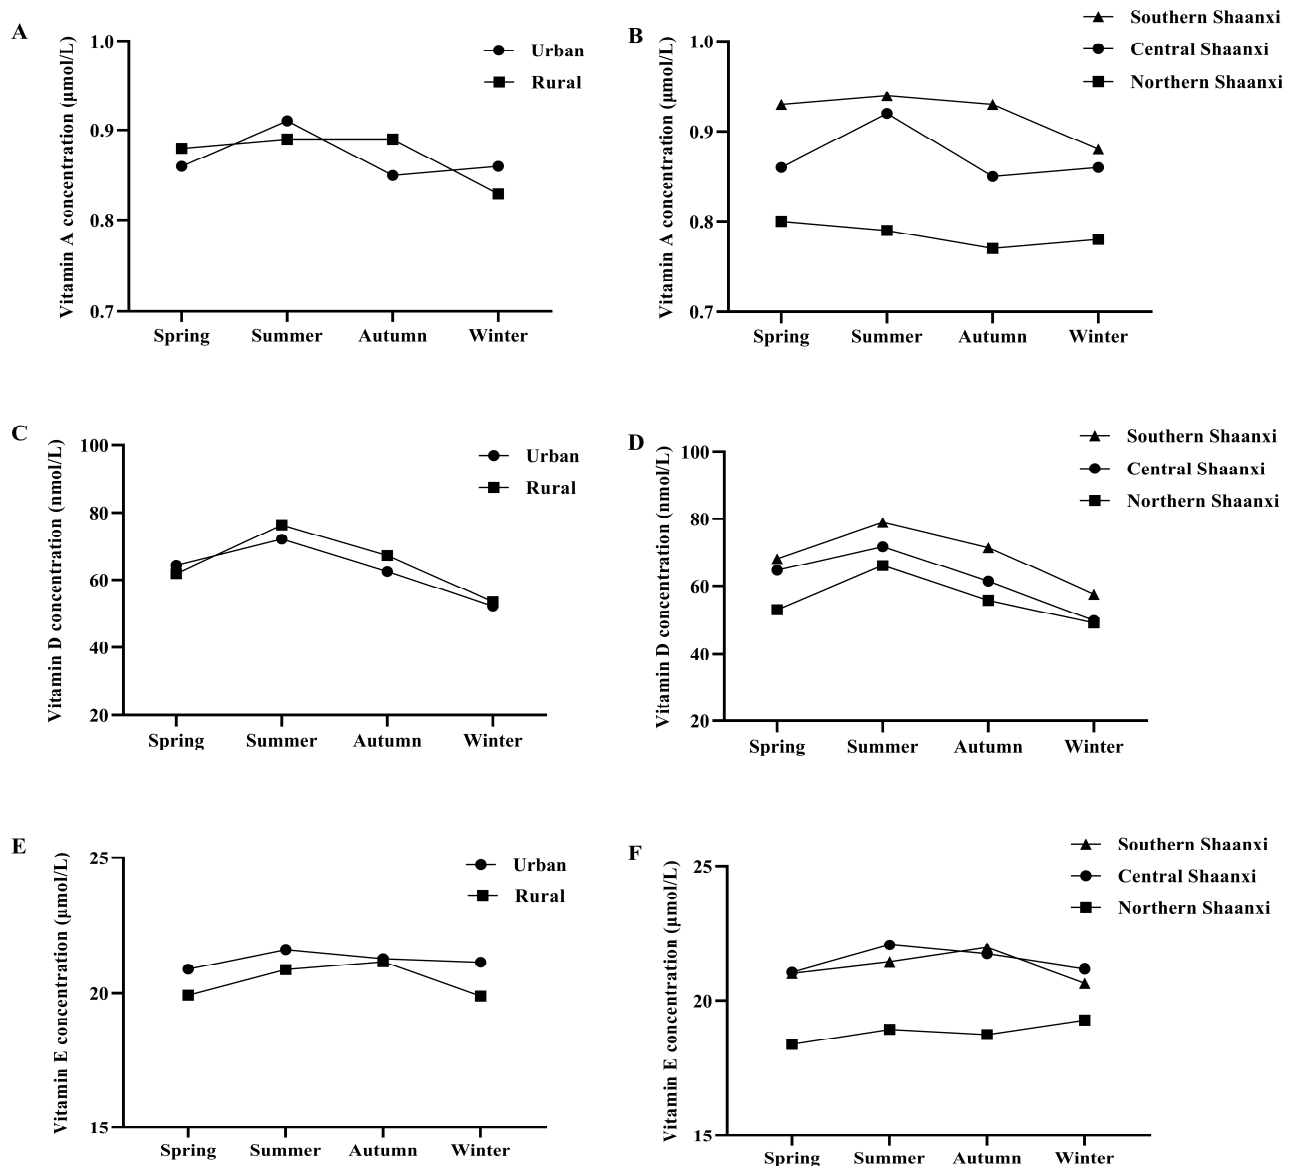 A
Vitamin A concentration (μmol/L)
1.0
0.9
0.8
0.7
Spring
Summer
Autumn
Winter
Urban
Rural
B
Vitamin A concentration (μmol/L)
1.0
0.9
0.8
0.7
Spring
Summer
Autumn
Winter
Southern Shaanxi
Central Shaanxi
Northern Shaanxi
C
Vitamin D concentration (nmol/L)
100
80
60
40
20
Spring
Summer
Autumn
Winter
Urban
Rural
D
Vitamin D concentration (nmol/L)
100
80
60
40
20
Spring
Summer
Autumn
Winter
Southern Shaanxi
Central Shaanxi
Northern Shaanxi
E
Vitamin E concentration (μmol/L)
25
20
15
Spring
Summer
Autumn
Winter
Urban
Rural
F
Vitamin E concentration (μmol/L)
25
20
15
Spring
Summer
Autumn
Winter
Southern Shaanxi
Central Shaanxi
Northern Shaanxi